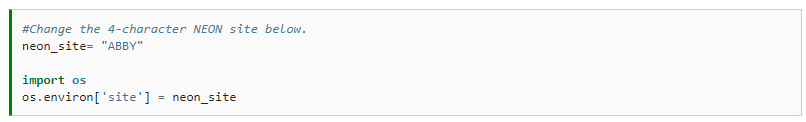 #Change the 4-character NEON site below.
neon_site= "ABBY"
import os
os.environ['site'] = neon_site